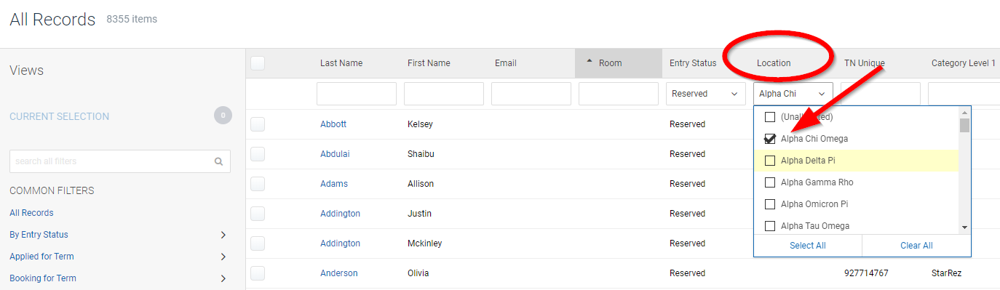 All Records 8355 items
Views
CURRENT SELECTION 0
search all filters
COMMON FILTERS
All Records
By Entry Status
Applied for Term
Booking for Term
Last Name First Name Email Room Entry Status Location TN Unique Category Level 1
Reserved Alpha Chi
Abbott Kelsey Reserved
Abdulai Shaibu Reserved
Adams Allison Reserved
Addington Justin Reserved
Addington Mckinley Reserved
Anderson Olivia Reserved 927714767 StarRez
Alpha Chi Omega
Alpha Delta Pi
Alpha Gamma Rho
Alpha Omicron Pi
Alpha Tau Omega
Select All Clear All